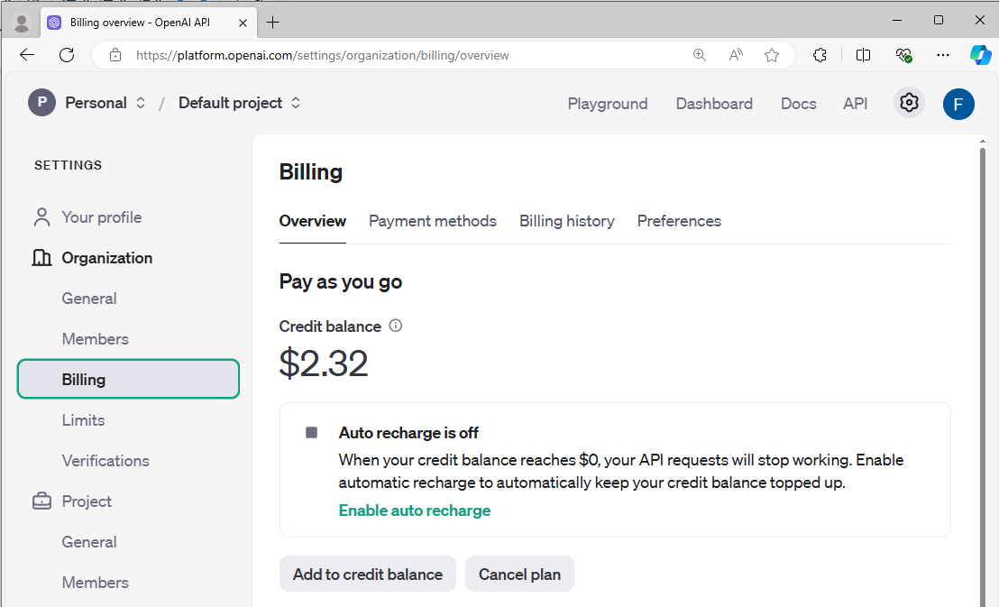 Billing overview - OpenAI API
https://platform.openai.com/settings/organization/billing/overview
P Personal / Default project Playground Dashboard Docs API F
SETTINGS
Your profile
Organization
General
Members
Billing
Limits
Verifications
Project
General
Members
Billing
Overview Payment methods Billing history Preferences
Pay as you go
Credit balance
$2.32
Auto recharge is off
When your credit balance reaches $0, your API requests will stop working. Enable
automatic recharge to automatically keep your credit balance topped up.
Enable auto recharge
Add to credit balance Cancel plan